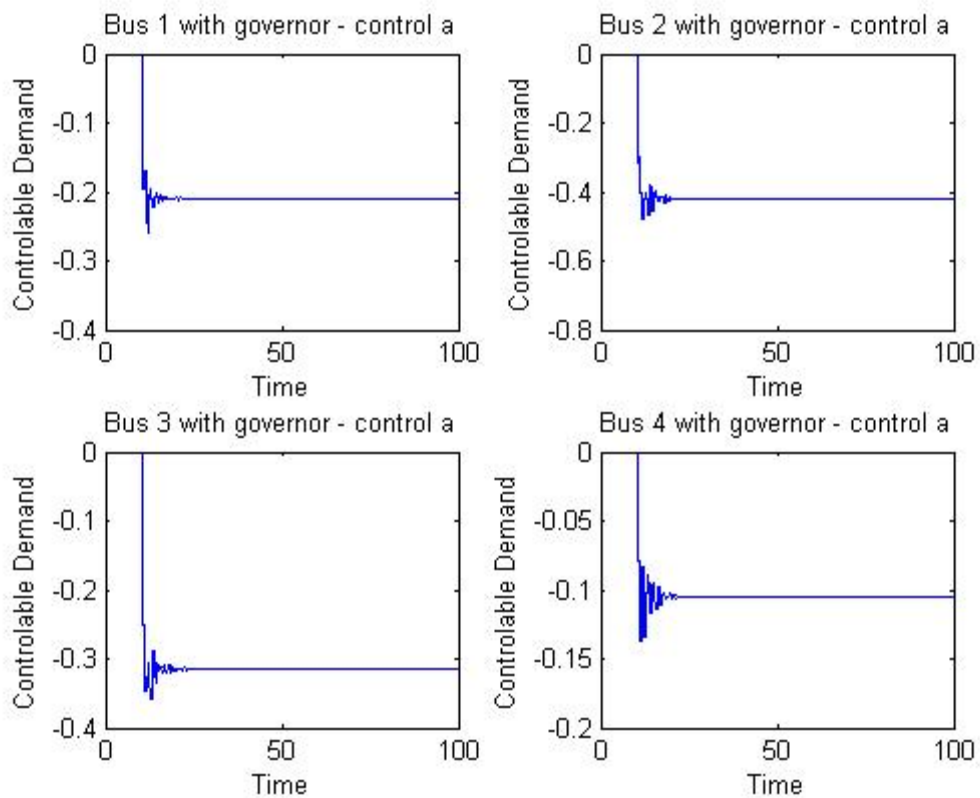 Bus 1 with governor - control a
Controlable Demand
0
-0.1
-0.2
-0.3
-0.4
0
50
100
Time
Bus 2 with governor - control a
Controlable Demand
0
-0.2
-0.4
-0.6
-0.8
0
50
100
Time
Bus 3 with governor - control a
Controlable Demand
0
-0.1
-0.2
-0.3
-0.4
0
50
100
Time
Bus 4 with governor - control a
Controlable Demand
0
-0.05
-0.1
-0.15
-0.2
0
50
100
Time